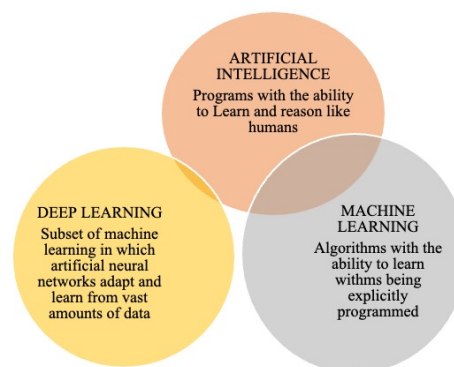 ARTIFICIAL
INTELLIGENCE
Programs with the ability
to Learn and reason like
humans
DEEP LEARNING
Subset of machine
learning in which
artificial neural
networks adapt and
learn from vast
amounts of data
MACHINE
LEARNING
Algorithms with the
ability to learn
withms being
explicitly
programmed